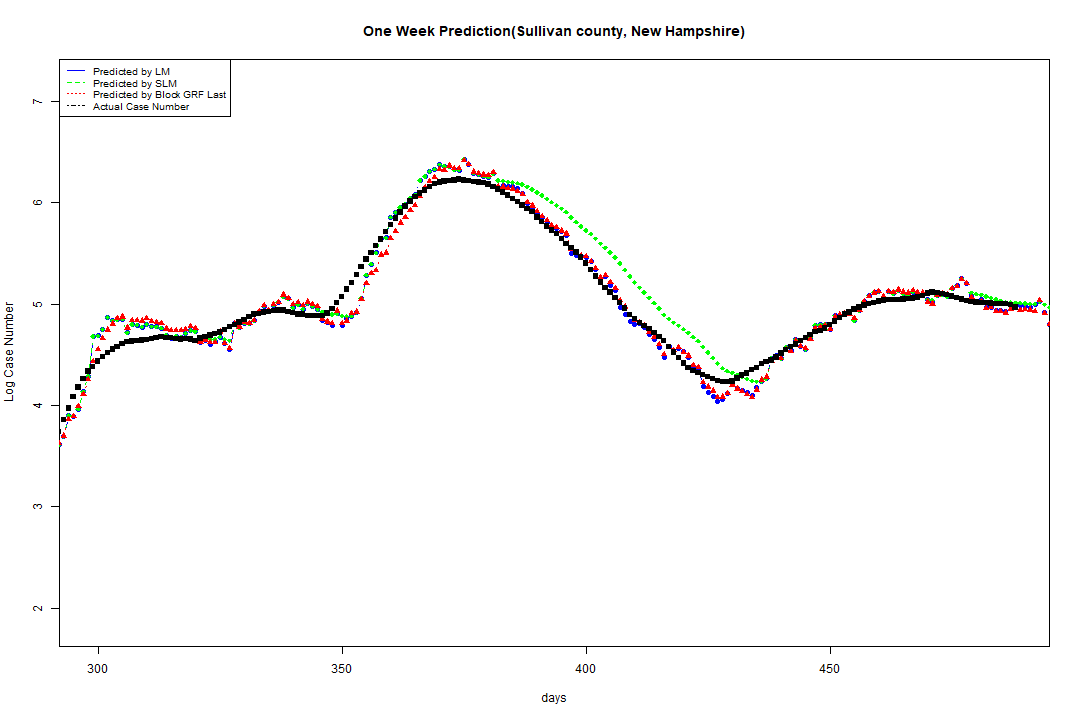 One Week Prediction(Sullivan county, New Hampshire)
Predicted by LM
Predicted by SLM
Predicted by Block GRF Last
Actual Case Number
7
6
5
4
3
2
Log Case Number
300 350 400 450
days